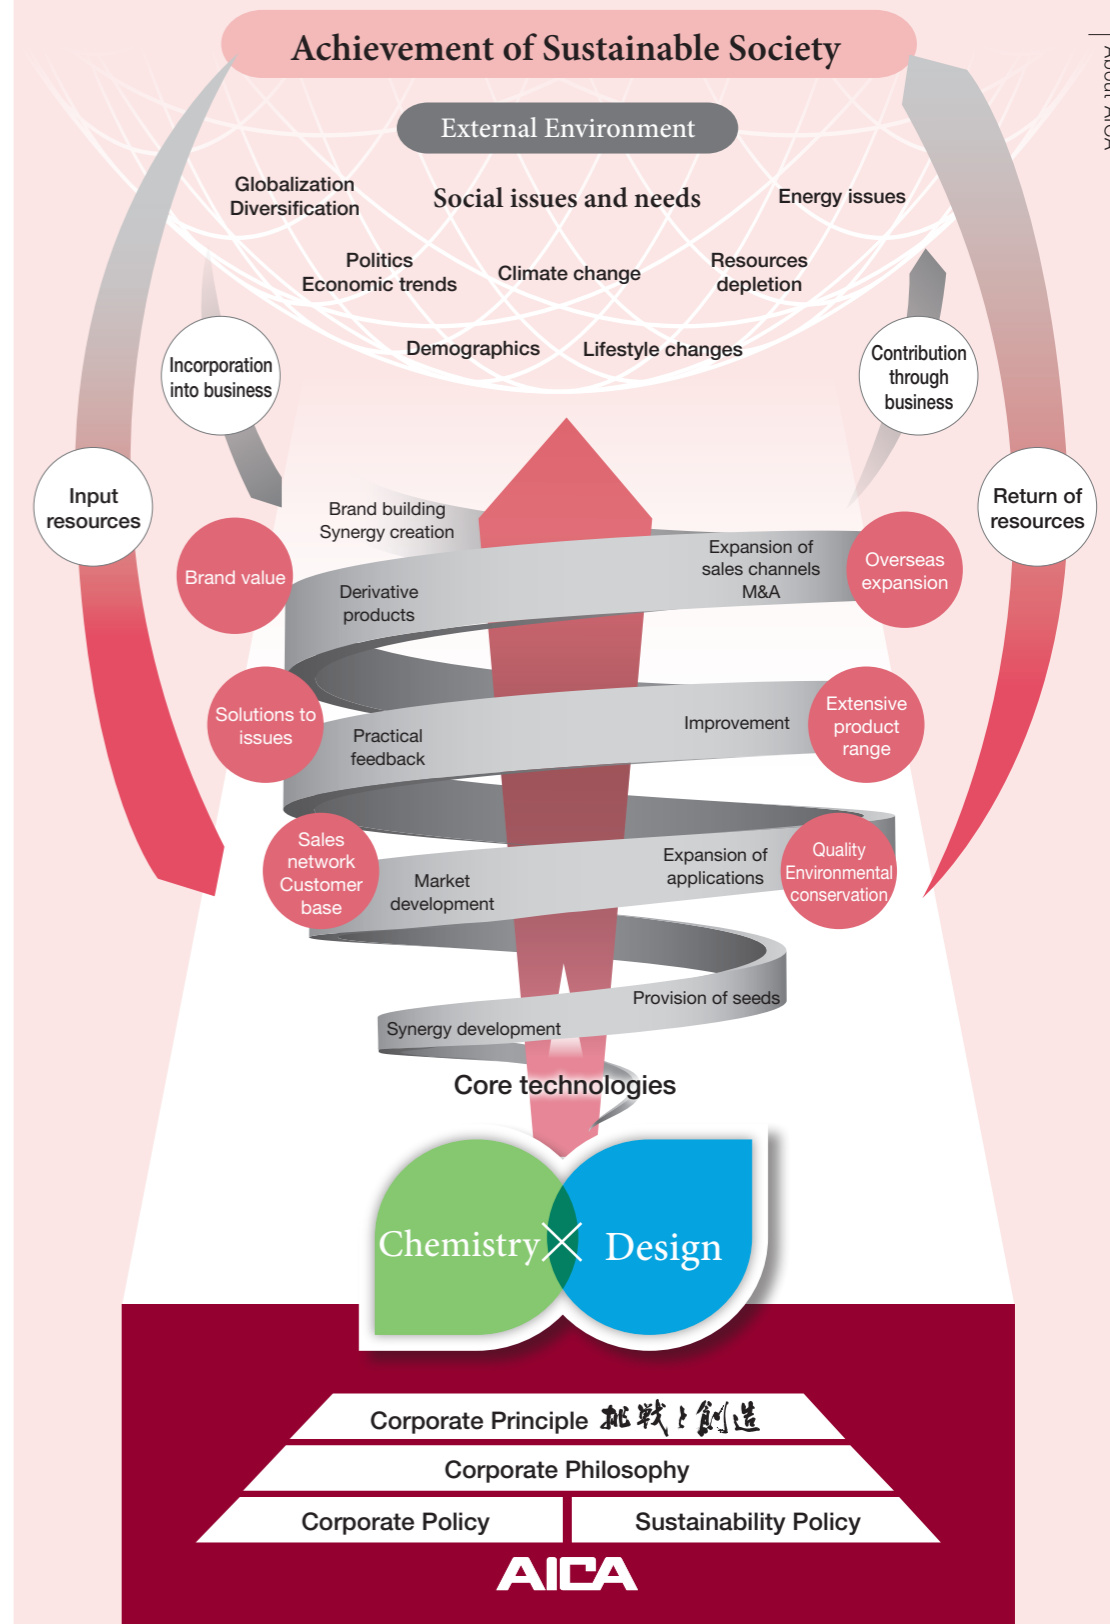 Achievement of Sustainable Society
About AICA
External Environment
Globalization
Diversification
Social issues and needs
Energy issues
Politics
Economic trends
Climate change
Resources
depletion
Demographics
Lifestyle changes
Incorporation
into business
Contribution
through
business
Input
resources
Return of
resources
Brand building
Synergy creation
Brand value
Derivative
products
Expansion of
sales channels
M&A
Overseas
expansion
Solutions to
issues
Practical
feedback
Improvement
Extensive
product
range
Sales
network
Customer
base
Market
development
Expansion of
applications
Quality
Environmental
conservation
Provision of seeds
Synergy development
Core technologies
Chemistry × Design
Corporate Principle 挑戦と創造
Corporate Philosophy
Corporate Policy
Sustainability Policy
AICA